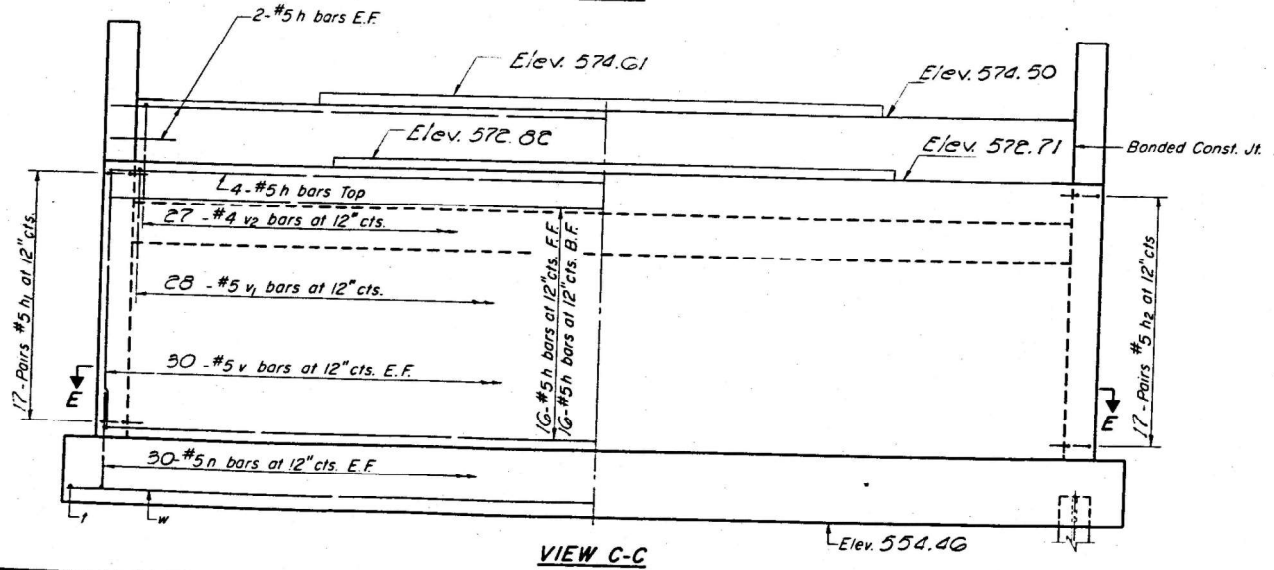 2-#5 h bars E.F.
Elev. 574.61
Elev. 574.50
Elev. 572.82
Elev. 572.71
Bonded Const. Jt.
4-#5 h bars Top
27 -#4 v2 bars at 12" cts.
28 -#5 v1 bars at 12" cts.
30 -#5 v bars at 12" cts. E.F.
30-#5 n bars at 12" cts. E.F.
17-Pairs #5 h1 at 12" cts.
16-#5 h bars at 12" cts. F.F.
16-#5 h bars at 12" cts. B.F.
17-Pairs #5 h2 at 12" cts
E
E
t
w
Elev. 554.46
VIEW C-C